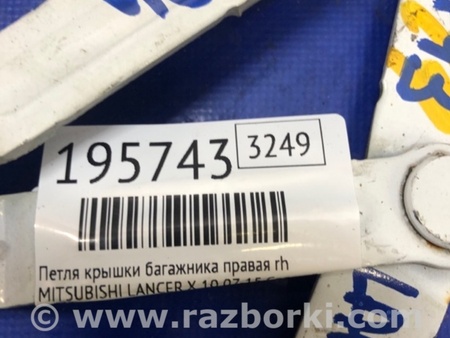 195743 3249
Петля крышки багажника правая rh
MITSUBISHI LANCER X 10 07-15
www.razborki.com